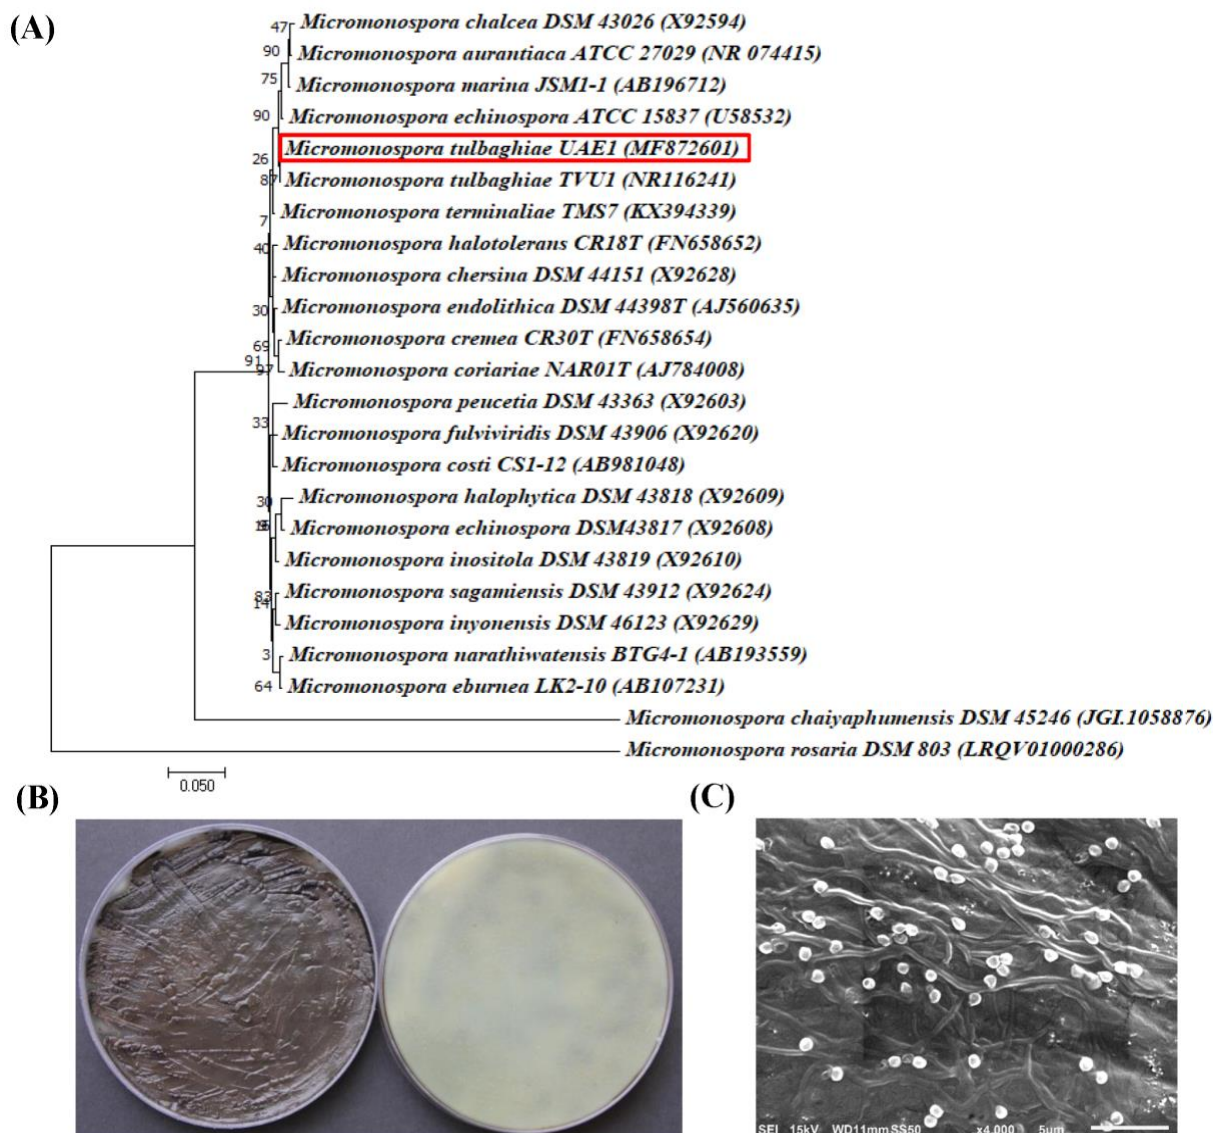 (A)
47
Micromonospora chalcea DSM 43026 (X92594)
90
Micromonospora aurantiaca ATCC 27029 (NR 074415)
75
Micromonospora marina JSM1-1 (AB196712)
90
Micromonospora echinospora ATCC 15837 (U58532)
26
Micromonospora tulbaghiae UAE1 (MF872601)
87
Micromonospora tulbaghiae TVU1 (NR116241)
7
Micromonospora terminaliae TMS7 (KX394339)
40
Micromonospora halotolerans CR18T (FN658652)
Micromonospora chersina DSM 44151 (X92628)
30
Micromonospora endolithica DSM 44398T (AJ560635)
69
Micromonospora cremea CR30T (FN658654)
91
97
Micromonospora coriariae NAR01T (AJ784008)
Micromonospora peucetia DSM 43363 (X92603)
33
Micromonospora fulviviridis DSM 43906 (X92620)
Micromonospora costi CS1-12 (AB981048)
30
Micromonospora halophytica DSM 43818 (X92609)
Micromonospora echinospora DSM43817 (X92608)
Micromonospora inositola DSM 43819 (X92610)
83
14
Micromonospora sagamiensis DSM 43912 (X92624)
Micromonospora inyonensis DSM 46123 (X92629)
3
Micromonospora narathiwatensis BTG4-1 (AB193559)
64
Micromonospora eburnea LK2-10 (AB107231)
Micromonospora chaiyaphumensis DSM 45246 (JGI.1058876)
Micromonospora rosaria DSM 803 (LRQV01000286)
0.050
(B)
(C)
SEI 15kV WD11mm SS50 x4,000 5µm